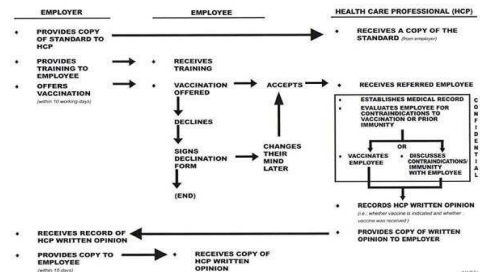 EMPLOYER
EMPLOYEE
HEALTH CARE PROFESSIONAL (HCP)
PROVIDES COPY
OF STANDARD TO
HCP
RECEIVES A COPY OF THE
STANDARD (from employer)
PROVIDES
TRAINING TO
EMPLOYEE
RECEIVES
TRAINING
OFFERS
VACCINATION
(within 10 working days)
VACCINATION
OFFERED
ACCEPTS
RECEIVES REFERRED EMPLOYEE
DECLINES
SIGNS
DECLINATION
FORM
CHANGES
THEIR
MIND
LATER
(END)
ESTABLISHES MEDICAL RECORD
EVALUATES EMPLOYEE FOR
CONTRAINDICATIONS TO
VACCINATION OR PRIOR
IMMUNITY
OR
VACCINATES
EMPLOYEE
DISCUSSES
CONTRAINDICATIONS/
IMMUNITY
WITH EMPLOYEE
CONFIDENTIAL
RECORDS HCP WRITTEN OPINION
(i.e.: whether vaccine is indicated and whether
vaccine was received)
PROVIDES COPY OF WRITTEN
OPINION TO EMPLOYER
RECEIVES RECORD OF
HCP WRITTEN OPINION
PROVIDES COPY TO
EMPLOYEE
(within 15 days)
RECEIVES COPY OF
HCP WRITTEN
OPINION